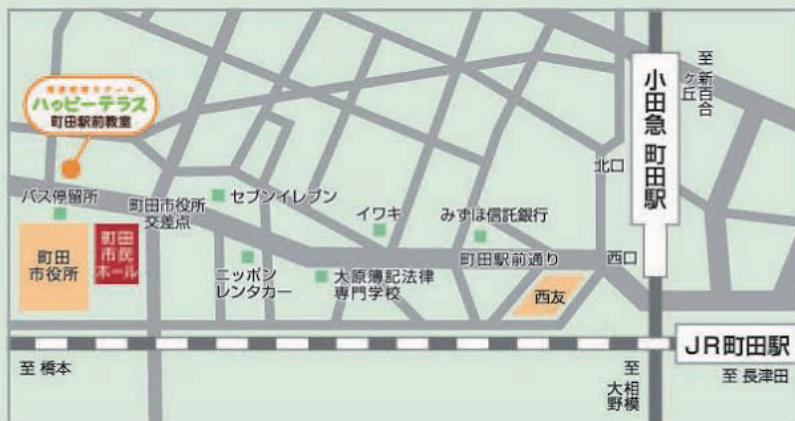 ハッピーテラス
町田駅前教室
バス停留所
町田市役所
交差点
セブンイレブン
イワキ
みずほ信託銀行
北口
小田急 町田駅
至 新百合
ヶ丘
町田
市役所
町田
市民
ホール
ニッポン
レンタカー
大原簿記法律
専門学校
町田駅前通り
西口
西友
JR町田駅
至 橋本
至 相模
大野
至 長津田